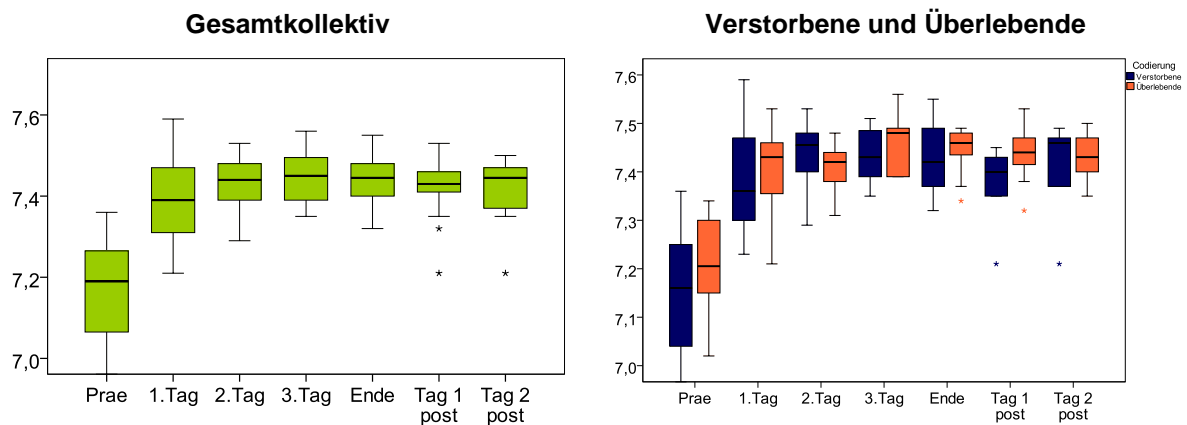 Gesamtkollektiv
7,6
7,4
7,2
7,0
Prae 1.Tag 2.Tag 3.Tag Ende Tag 1 Tag 2
post post
Verstorbene und Überlebende
Codierung
Verstorbene
Überlebende
7,6
7,5
7,4
7,3
7,2
7,1
7,0
Prae 1.Tag 2.Tag 3.Tag Ende Tag 1 Tag 2
post post